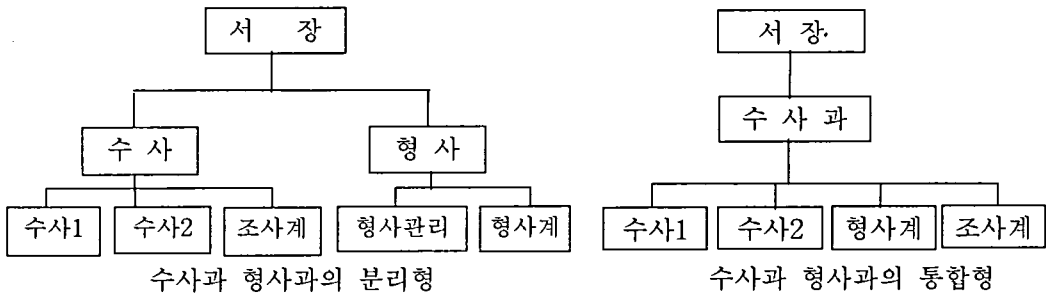 서 장
서 장.
수 사 과
수 사
형 사
수사1
수사2
조사계
형사관리
형사계
수사1
수사2
형사계
조사계
수사과 형사과의 분리형
수사과 형사과의 통합형